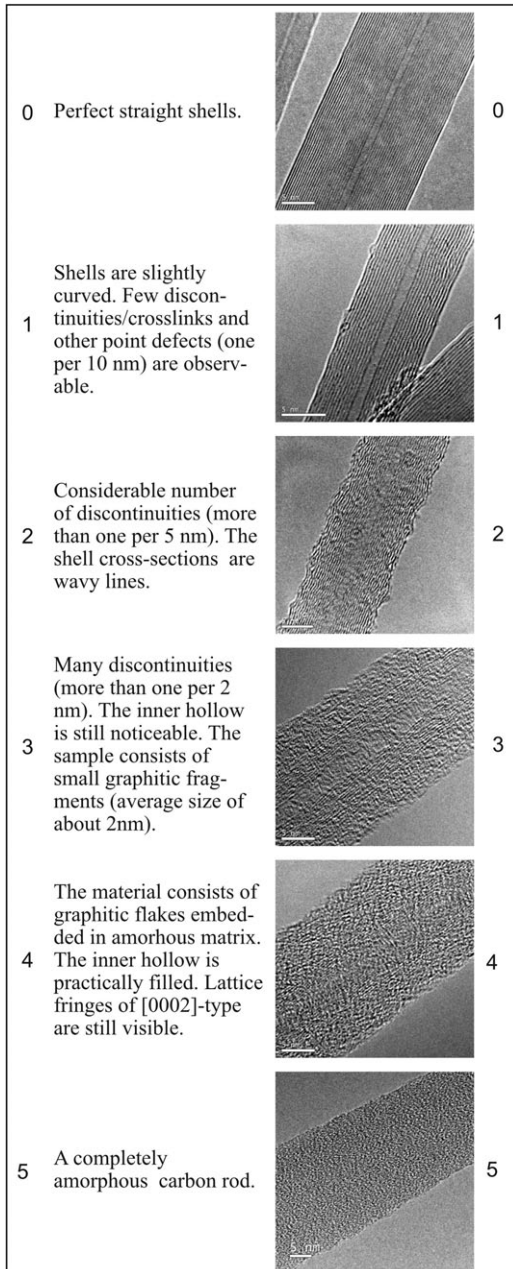 0 Perfect straight shells. 0
5 nm
Shells are slightly
curved. Few discon-
tinuities/crosslinks and
1 other point defects (one 1
per 10 nm) are observ-
able.
5 nm
Considerable number
of discontinuities (more
2 than one per 5 nm). The 2
shell cross-sections are
wavy lines.
Many discontinuities
(more than one per 2
nm). The inner hollow
3 is still noticeable. The 3
sample consists of
small graphitic frag-
ments (average size of
about 2nm).
The material consists of
graphitic flakes embed-
ded in amorhous matrix.
4 The inner hollow is 4
practically filled. Lattice
fringes of [0002]-type
are still visible.
5 A completely 5
amorphous carbon rod.
5 nm